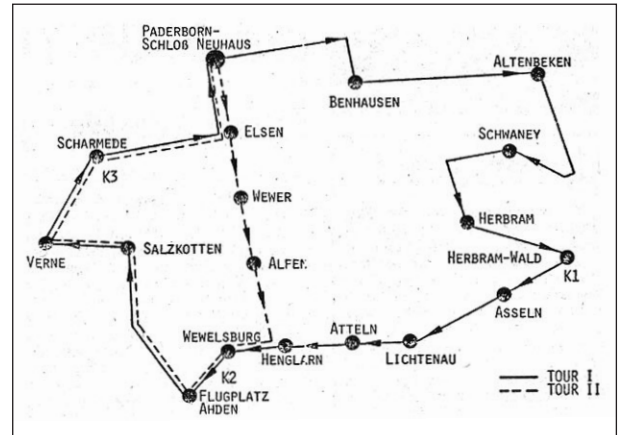 PADERBORN-
SCHLOß NEUHAUS
ALTENBEKEN
BENHAUSEN
ELSEN
SCHARMEDE
SCHWANEY
K3
WEWER
HERBRAM
VERNE
SALZKOTTEN
ALFEN
HERBRAM-WALD
K1
ASSELN
WEWELSBURG
ATTELN
HENGLARN
LICHTENAU
K2
FLUGPLATZ
AHDEN
TOUR I
TOUR II